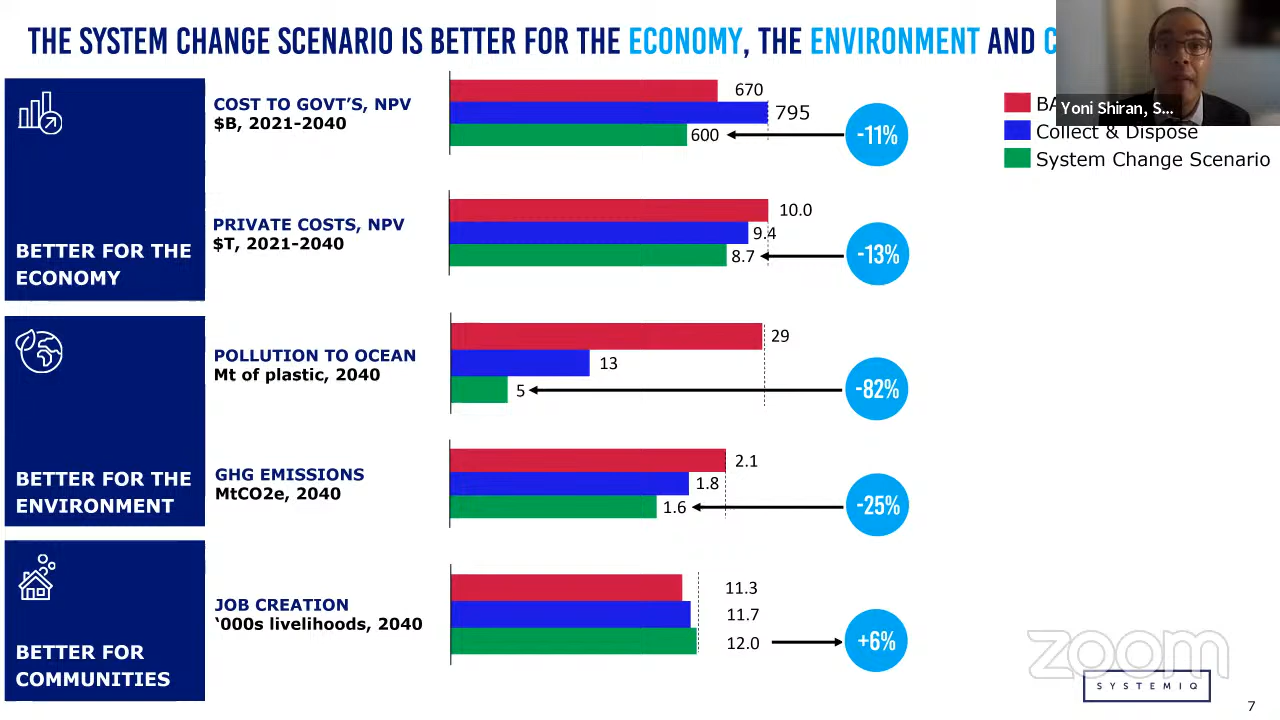 THE SYSTEM CHANGE SCENARIO IS BETTER FOR THE ECONOMY, THE ENVIRONMENT AND
Yoni Shiran, S...
Collect & Dispose
System Change Scenario
BETTER FOR THE
ECONOMY
COST TO GOVT'S, NPV
$B, 2021-2040
670
795
600
-11%
PRIVATE COSTS, NPV
$T, 2021-2040
10.0
9.4
8.7
-13%
BETTER FOR THE
ENVIRONMENT
POLLUTION TO OCEAN
Mt of plastic, 2040
29
13
5
-82%
GHG EMISSIONS
MtCO2e, 2040
2.1
1.8
1.6
-25%
BETTER FOR
COMMUNITIES
JOB CREATION
‘000s livelihoods, 2040
11.3
11.7
12.0
+6%
zoom
SYSTEMIQ
7